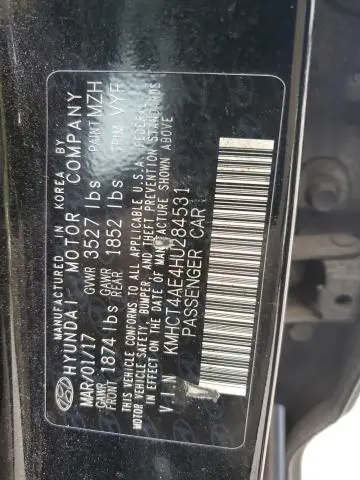 MANUFACTURED IN KOREA BY
HYUNDAI MOTOR COMPANY
MAR/01/17 GVWR 3527 lbs PAINT MZH
GAWR FRONT 1874 lbs GAWR REAR 1852 lbs TRIM VYF
THIS VEHICLE CONFORMS TO ALL APPLICABLE U.S.A. FEDERAL
MOTOR VEHICLE SAFETY, BUMPER, AND THEFT PREVENTION STANDARDS
IN EFFECT ON THE DATE OF MANUFACTURE SHOWN ABOVE
V.I.N KMHCT4AE4HU284531
PASSENGER CAR